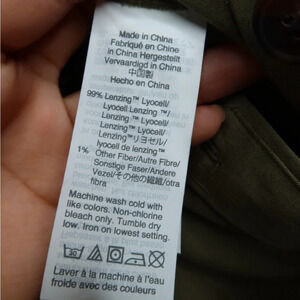 Made in China
Fabriqué en Chine
in China Hergestellt
Vervaardigd in China
中国製
Hecho en China
99% Lenzing™ Lyocell/
Lyocell Lenzing ™/
Lenzing™ Lyocell/
Lenzing™ Lyocell/
Lenzing™リヨセル/
lyocell de lenzing™
1% Other Fiber/Autre Fibre/
Sonstige Faser/Andere
Vezel/その他の繊維/otra
fibra
Machine wash cold with
like colors. Non-chlorine
bleach only. Tumble dry
low. Iron on lowest setting.
Laver à la machine à l'eau
froide avec des couleurs